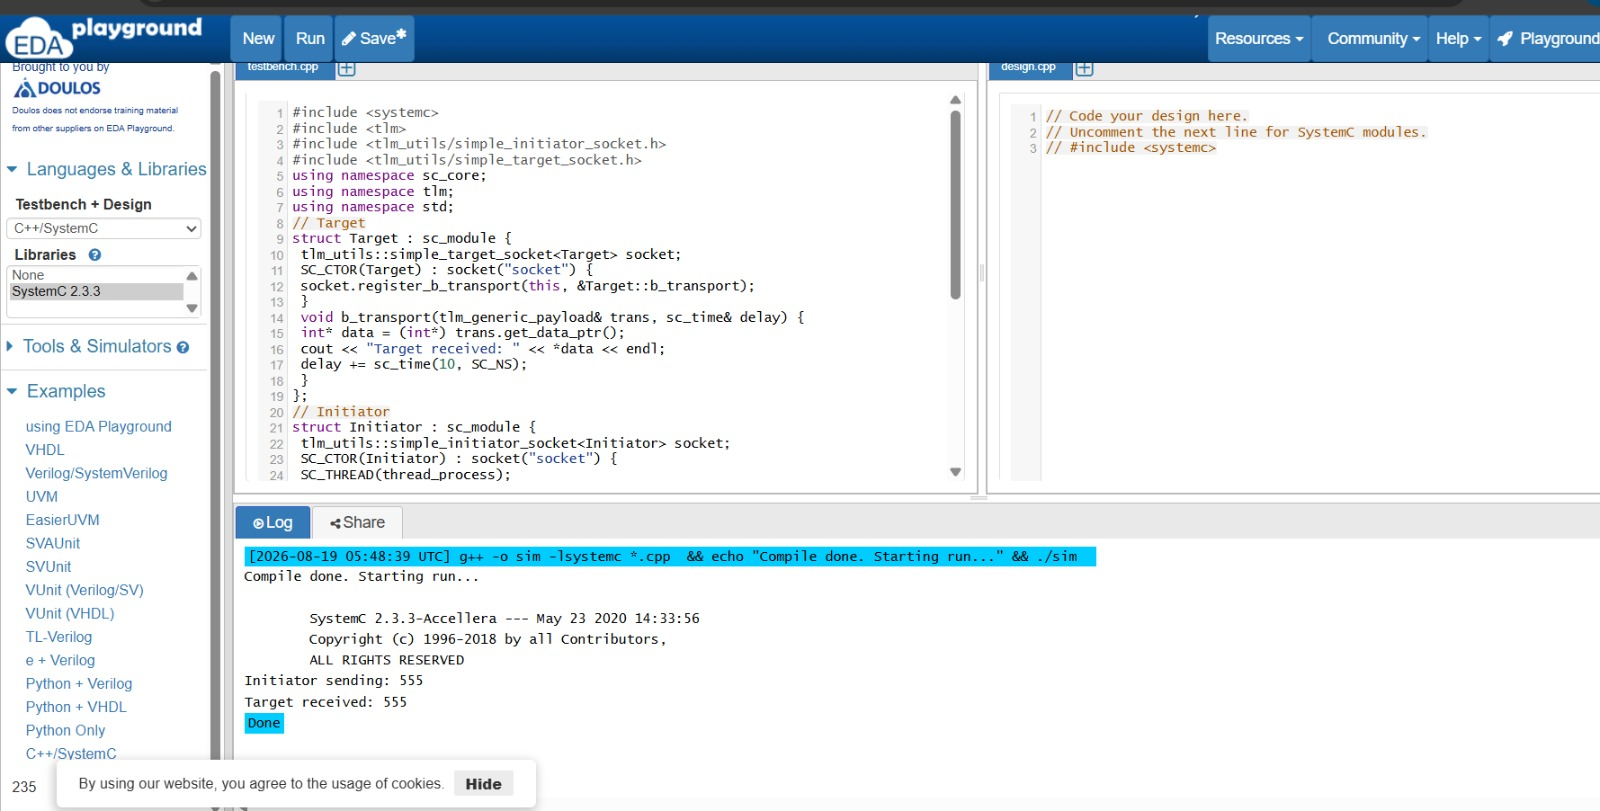 EDA playground
New
Run
Save*
Resources
Community
Help
Playground
Brought to you by
DOULOS
Doulos does not endorse training material
from other suppliers on EDA Playground.
Languages & Libraries
Testbench + Design
C++/SystemC
Libraries
None
SystemC 2.3.3
Tools & Simulators
Examples
using EDA Playground
VHDL
Verilog/SystemVerilog
UVM
EasierUVM
SVAUnit
SVUnit
VUnit (Verilog/SV)
VUnit (VHDL)
TL-Verilog
e + Verilog
Python + Verilog
Python + VHDL
Python Only
C++/SystemC
235
testbench.cpp
1 #include <systemc>
2 #include <tlm>
3 #include <tlm_utils/simple_initiator_socket.h>
4 #include <tlm_utils/simple_target_socket.h>
5 using namespace sc_core;
6 using namespace tlm;
7 using namespace std;
8 // Target
9 struct Target : sc_module {
10 tlm_utils::simple_target_socket<Target> socket;
11 SC_CTOR(Target) : socket("socket") {
12 socket.register_b_transport(this, &Target::b_transport);
13 }
14 void b_transport(tlm_generic_payload& trans, sc_time& delay) {
15 int* data = (int*) trans.get_data_ptr();
16 cout << "Target received: " << *data << endl;
17 delay += sc_time(10, SC_NS);
18 }
19 };
20 // Initiator
21 struct Initiator : sc_module {
22 tlm_utils::simple_initiator_socket<Initiator> socket;
23 SC_CTOR(Initiator) : socket("socket") {
24 SC_THREAD(thread_process);
design.cpp
1 // Code your design here.
2 // Uncomment the next line for SystemC modules.
3 // #include <systemc>
Log
Share
[2026-08-19 05:48:39 UTC] g++ -o sim -lsystemc *.cpp  && echo "Compile done. Starting run..." && ./sim
Compile done. Starting run...
SystemC 2.3.3-Accellera --- May 23 2020 14:33:56
Copyright (c) 1996-2018 by all Contributors,
ALL RIGHTS RESERVED
Initiator sending: 555
Target received: 555
Done
By using our website, you agree to the usage of cookies.
Hide